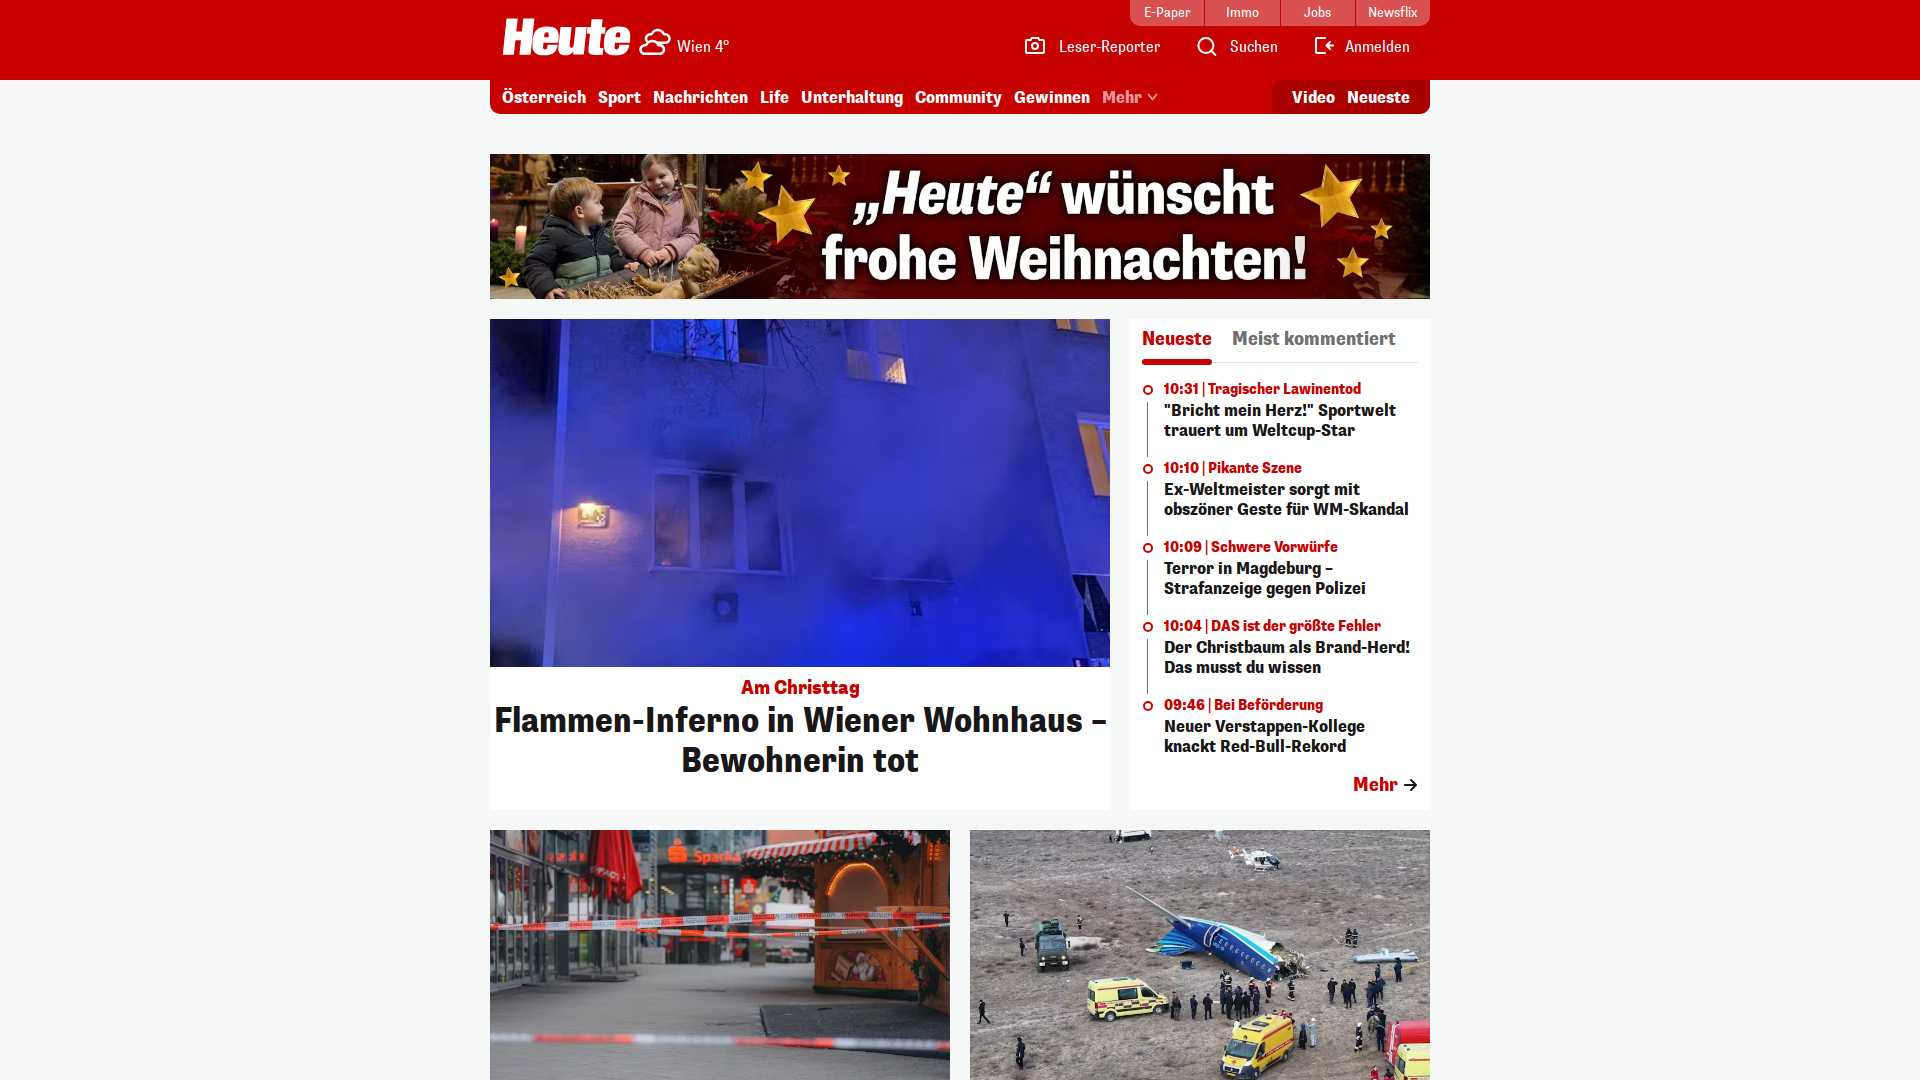 E-Paper
Immo
Jobs
Newsflix
Heute
Wien 4°
Leser-Reporter
Suchen
Anmelden
Österreich
Sport
Nachrichten
Life
Unterhaltung
Community
Gewinnen
Mehr
Video
Neueste
„Heute“ wünscht
frohe Weihnachten!
Am Christtag
Flammen-Inferno in Wiener Wohnhaus –
Bewohnerin tot
Neueste
Meist kommentiert
10:31 | Tragischer Lawinentod
"Bricht mein Herz!" Sportwelt
trauert um Weltcup-Star
10:10 | Pikante Szene
Ex-Weltmeister sorgt mit
obszöner Geste für WM-Skandal
10:09 | Schwere Vorwürfe
Terror in Magdeburg –
Strafanzeige gegen Polizei
10:04 | DAS ist der größte Fehler
Der Christbaum als Brand-Herd!
Das musst du wissen
09:46 | Bei Beförderung
Neuer Verstappen-Kollege
knackt Red-Bull-Rekord
Mehr